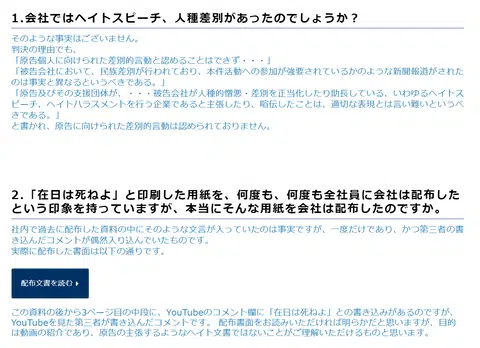 1.会社ではヘイトスピーチ、人種差別があったのでしょうか？
そのような事実はございません。
判決の理由でも、
「原告個人に向けられた差別的言動と認めることはできず・・・」
「被告会社において、民族差別が行われており、本件活動への参加が強要されているかのような新聞報道がされた
のは事実と異なるというべきである。」
「原告及びその支援団体が、・・・被告会社が人種的憎悪・差別を正当化したり助長している、いわゆるヘイトス
ピーチ、ヘイトハラスメントを行う企業であると主張したり、昭伝したことは、適切な表現とは言い難いというべ
きである。」
と書かれ、原告に向けられた差別的言動は認められておりません。
2.「在日は死ねよ」と印刷した用紙を、何度も、何度も全社員に会社は配布した
という印象を持っていますが、本当にそんな用紙を会社は配布したのですか。
社内で過去に配布した資料の中にそのような文言が入っていたのは事実ですが、一度だけであり、かつ第三者の書
き込んだコメントが偶然入り込んでいたものです。
実際に配布した書面は以下の通りです。
配布文書を読む
この資料の後から3ページ目の中段に、YouTubeのコメント欄に「在日は死ねよ」との書き込みがあるのですが、
YouTubeを見た第三者が書き込んだコメントです。 配布書面をお読みいただければ明らかだと思いますが、目的
は動画の紹介であり、原告の主張するようなヘイト文書ではないことがご理解いただけるものと思います。